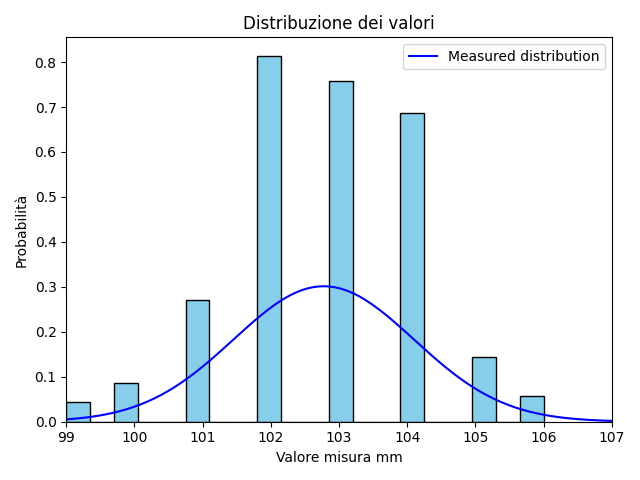 Distribuzione dei valori
Measured distribution
Probabilità
0.8
0.7
0.6
0.5
0.4
0.3
0.2
0.1
0.0
99 100 101 102 103 104 105 106 107
Valore misura mm